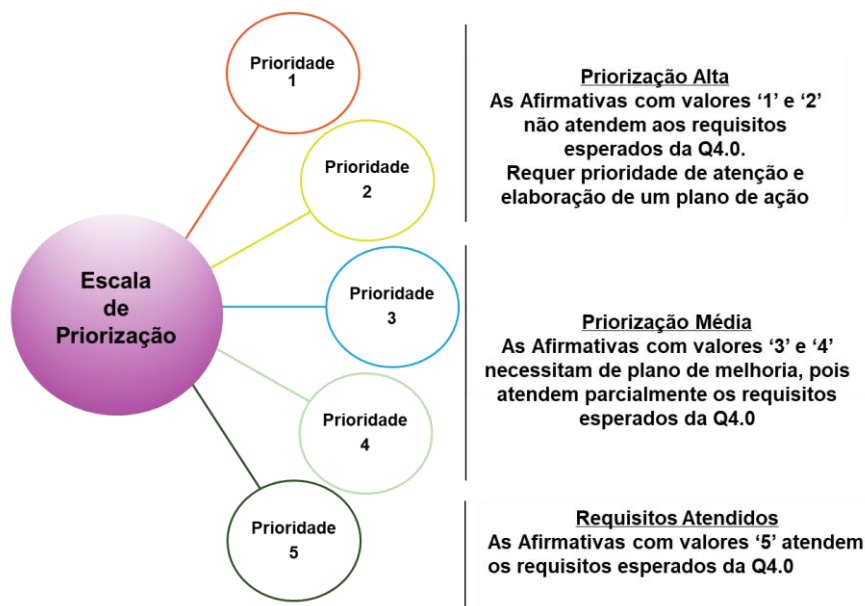 Prioridade
1
Prioridade
2
Escala
de
Priorização
Prioridade
3
Prioridade
4
Prioridade
5
Priorização Alta
As Afirmativas com valores ‘1’ e ‘2’
não atendem aos requisitos
esperados da Q4.0.
Requer prioridade de atenção e
elaboração de um plano de ação
Priorização Média
As Afirmativas com valores ‘3’ e ‘4’
necessitam de plano de melhoria, pois
atendem parcialmente os requisitos
esperados da Q4.0
Requisitos Atendidos
As Afirmativas com valores ‘5’ atendem
os requisitos esperados da Q4.0